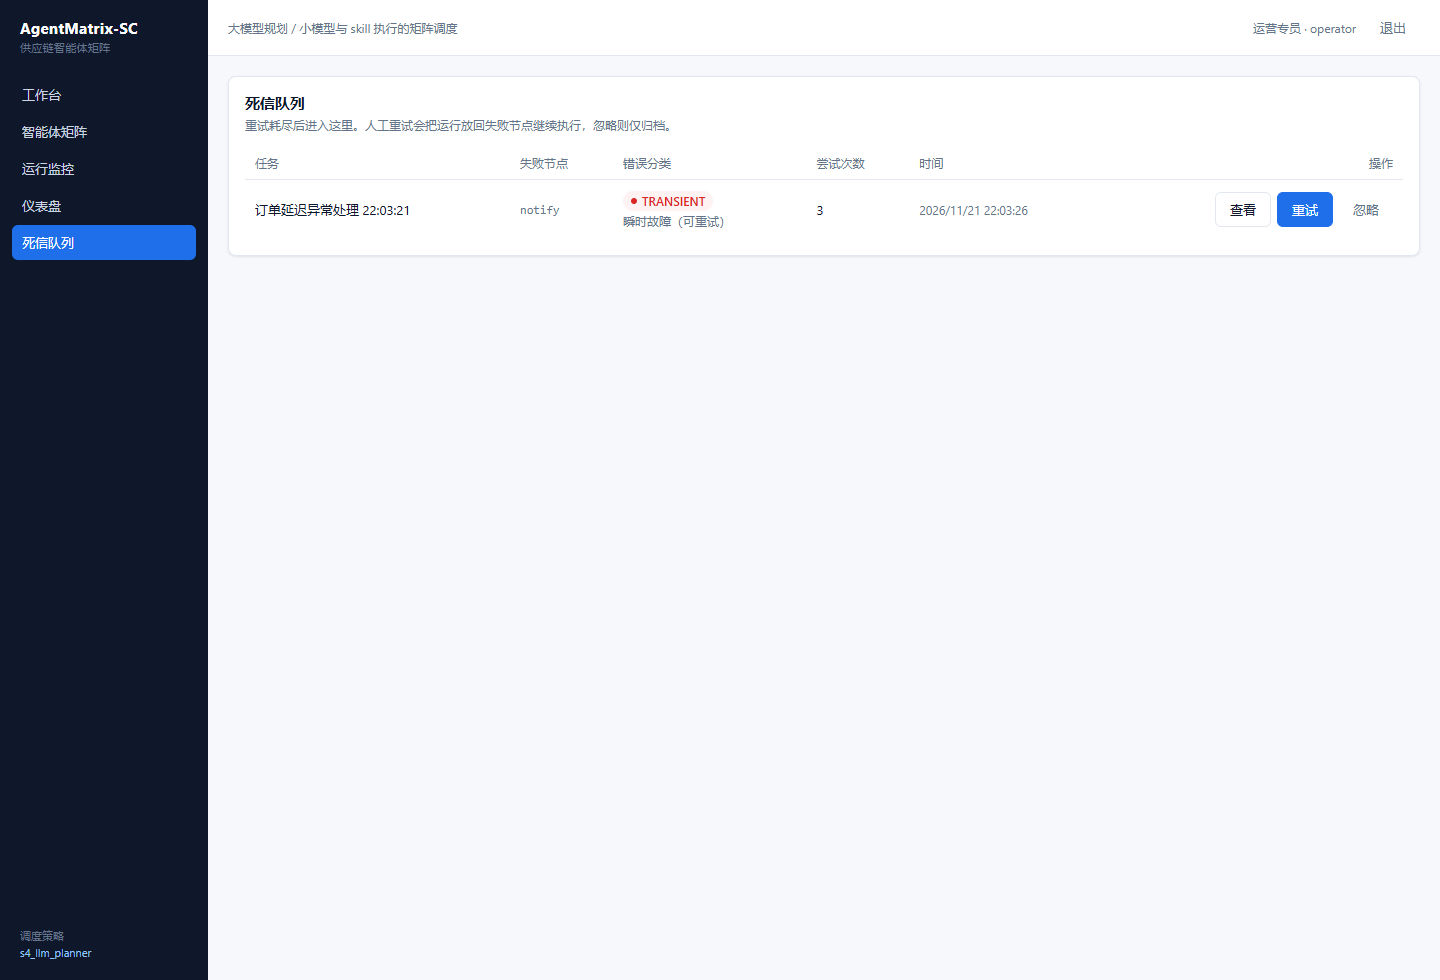 AgentMatrix-SC
供应链智能体矩阵
工作台
智能体矩阵
运行监控
仪表盘
死信队列
调度策略
s4_llm_planner
大模型规划 / 小模型与 skill 执行的矩阵调度
运营专员 · operator
退出
死信队列
重试耗尽后进入这里。人工重试会把运行放回失败节点继续执行，忽略则仅归档。
任务 失败节点 错误分类 尝试次数 时间 操作
订单延迟异常处理 22:03:21 notify TRANSIENT 3 2026/11/21 22:03:26 查看 重试 忽略
瞬时故障（可重试）